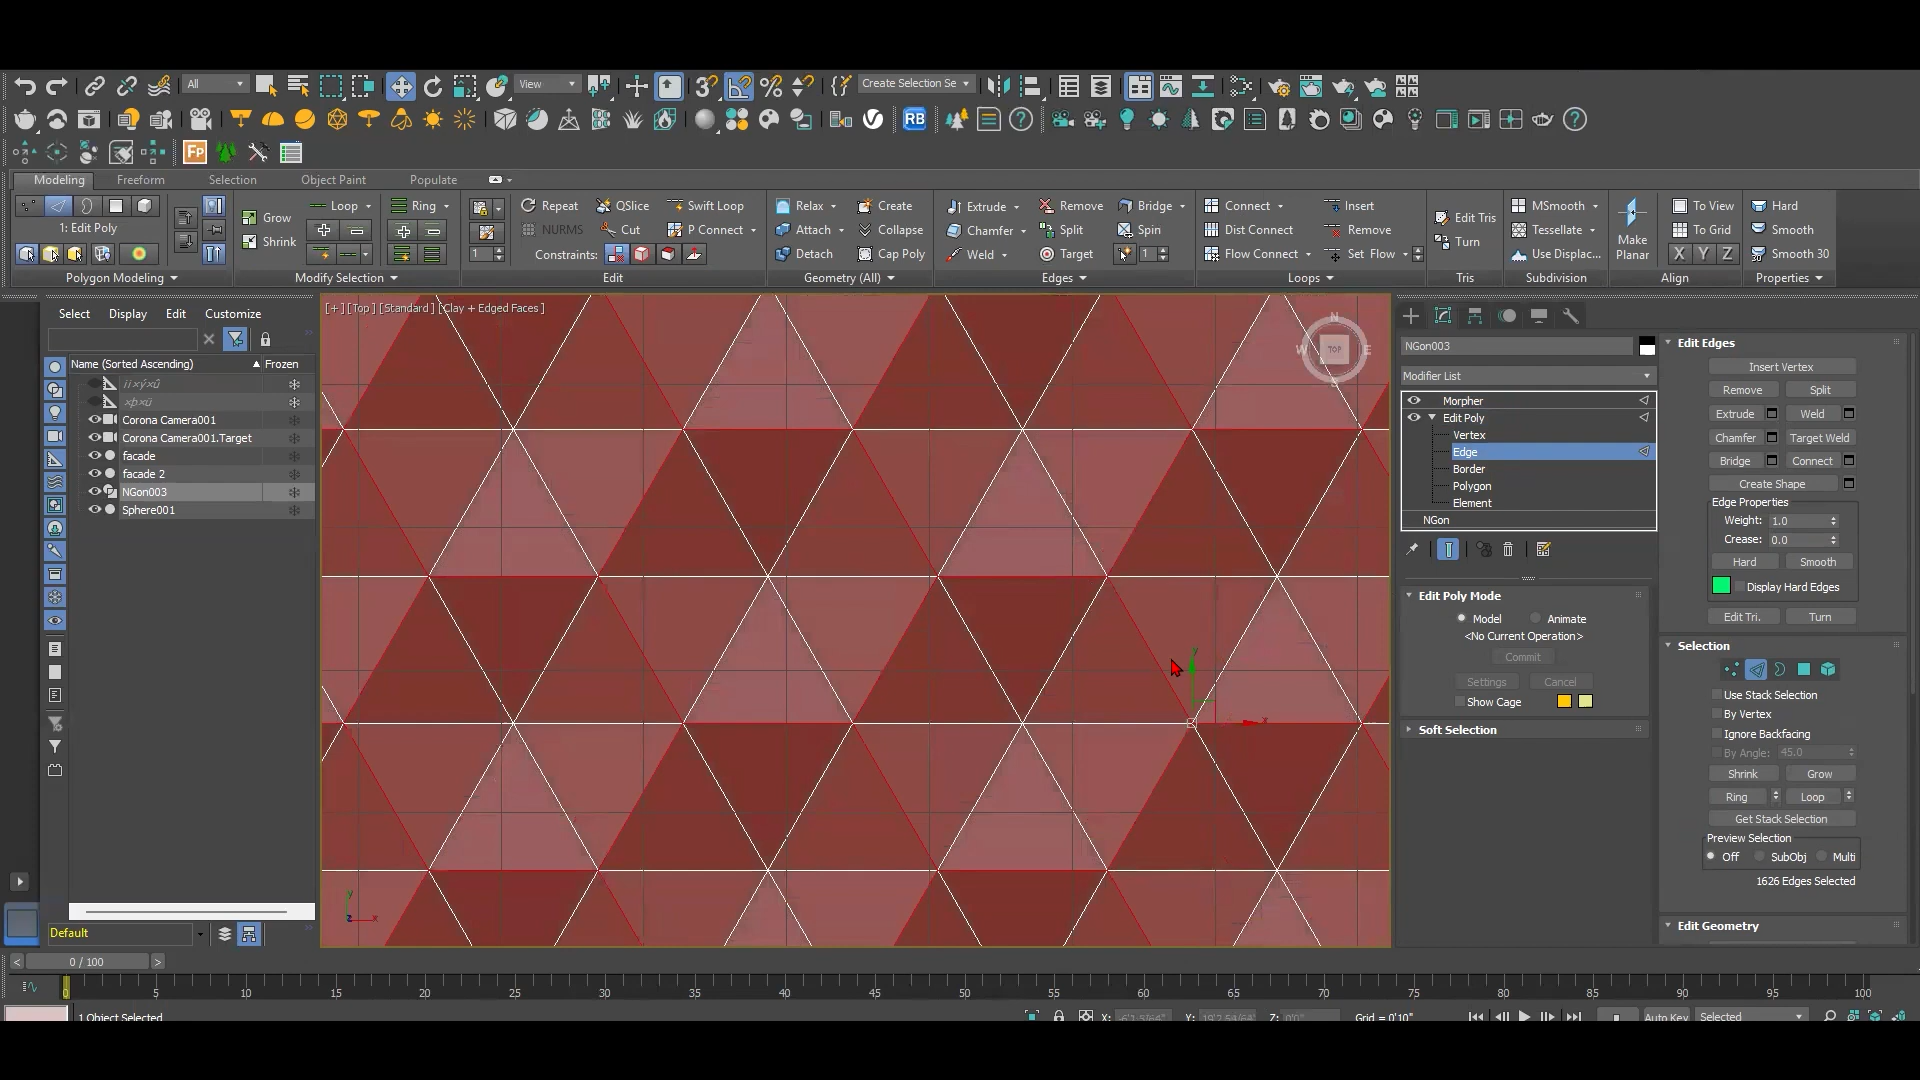 All
View
3
Create Selection Se
RB
Fp
Modeling
Freeform
Selection
Object Paint
Populate
Loop
Ring
Repeat
QSlice
Swift Loop
Relax
Create
Extrude
Remove
Bridge
Connect
Insert
MSmooth
To View
Hard
1: Edit Poly
Grow
NURMS
Cut
P Connect
Attach
Collapse
Chamfer
Split
Spin
Dist Connect
Remove
Edit Tris
Tessellate
Make
Planar
To Grid
Smooth
Shrink
1
Constraints:
Detach
Cap Poly
Weld
Target
1
Flow Connect
Set Flow
Turn
Use Displac...
X Y Z
Smooth 30
Polygon Modeling
Modify Selection
Edit
Geometry (All)
Edges
Loops
Tris
Subdivision
Align
Properties
Select
Display
Edit
Customize
Name (Sorted Ascending)
Frozen
Corona Camera001
Corona Camera001.Target
facade
facade 2
NGon003
Sphere001
Default
[+] [Top] [Standard] [Clay + Edged Faces]
N
W
TOP
E
S
y
x
y
z
x
NGon003
Modifier List
Morpher
Edit Poly
Vertex
Edge
Border
Polygon
Element
NGon
Edit Poly Mode
Model
Animate
<No Current Operation>
Commit
Settings
Cancel
Show Cage
Soft Selection
Edit Edges
Insert Vertex
Remove
Split
Extrude
Weld
Chamfer
Target Weld
Bridge
Connect
Create Shape
Edge Properties
Weight: 1.0
Crease: 0.0
Hard
Smooth
Display Hard Edges
Edit Tri.
Turn
Selection
Use Stack Selection
By Vertex
Ignore Backfacing
By Angle: 45.0
Shrink
Grow
Ring
Loop
Get Stack Selection
Preview Selection
Off
SubObj
Multi
1626 Edges Selected
Edit Geometry
<
0 / 100
>
0 5 10 15 20 25 30 35 40 45 50 55 60 65 70 75 80 85 90 95 100
1 Object Selected
X:
Y:
Z: 0'0"
Grid = 0'10"
Auto Key
Selected